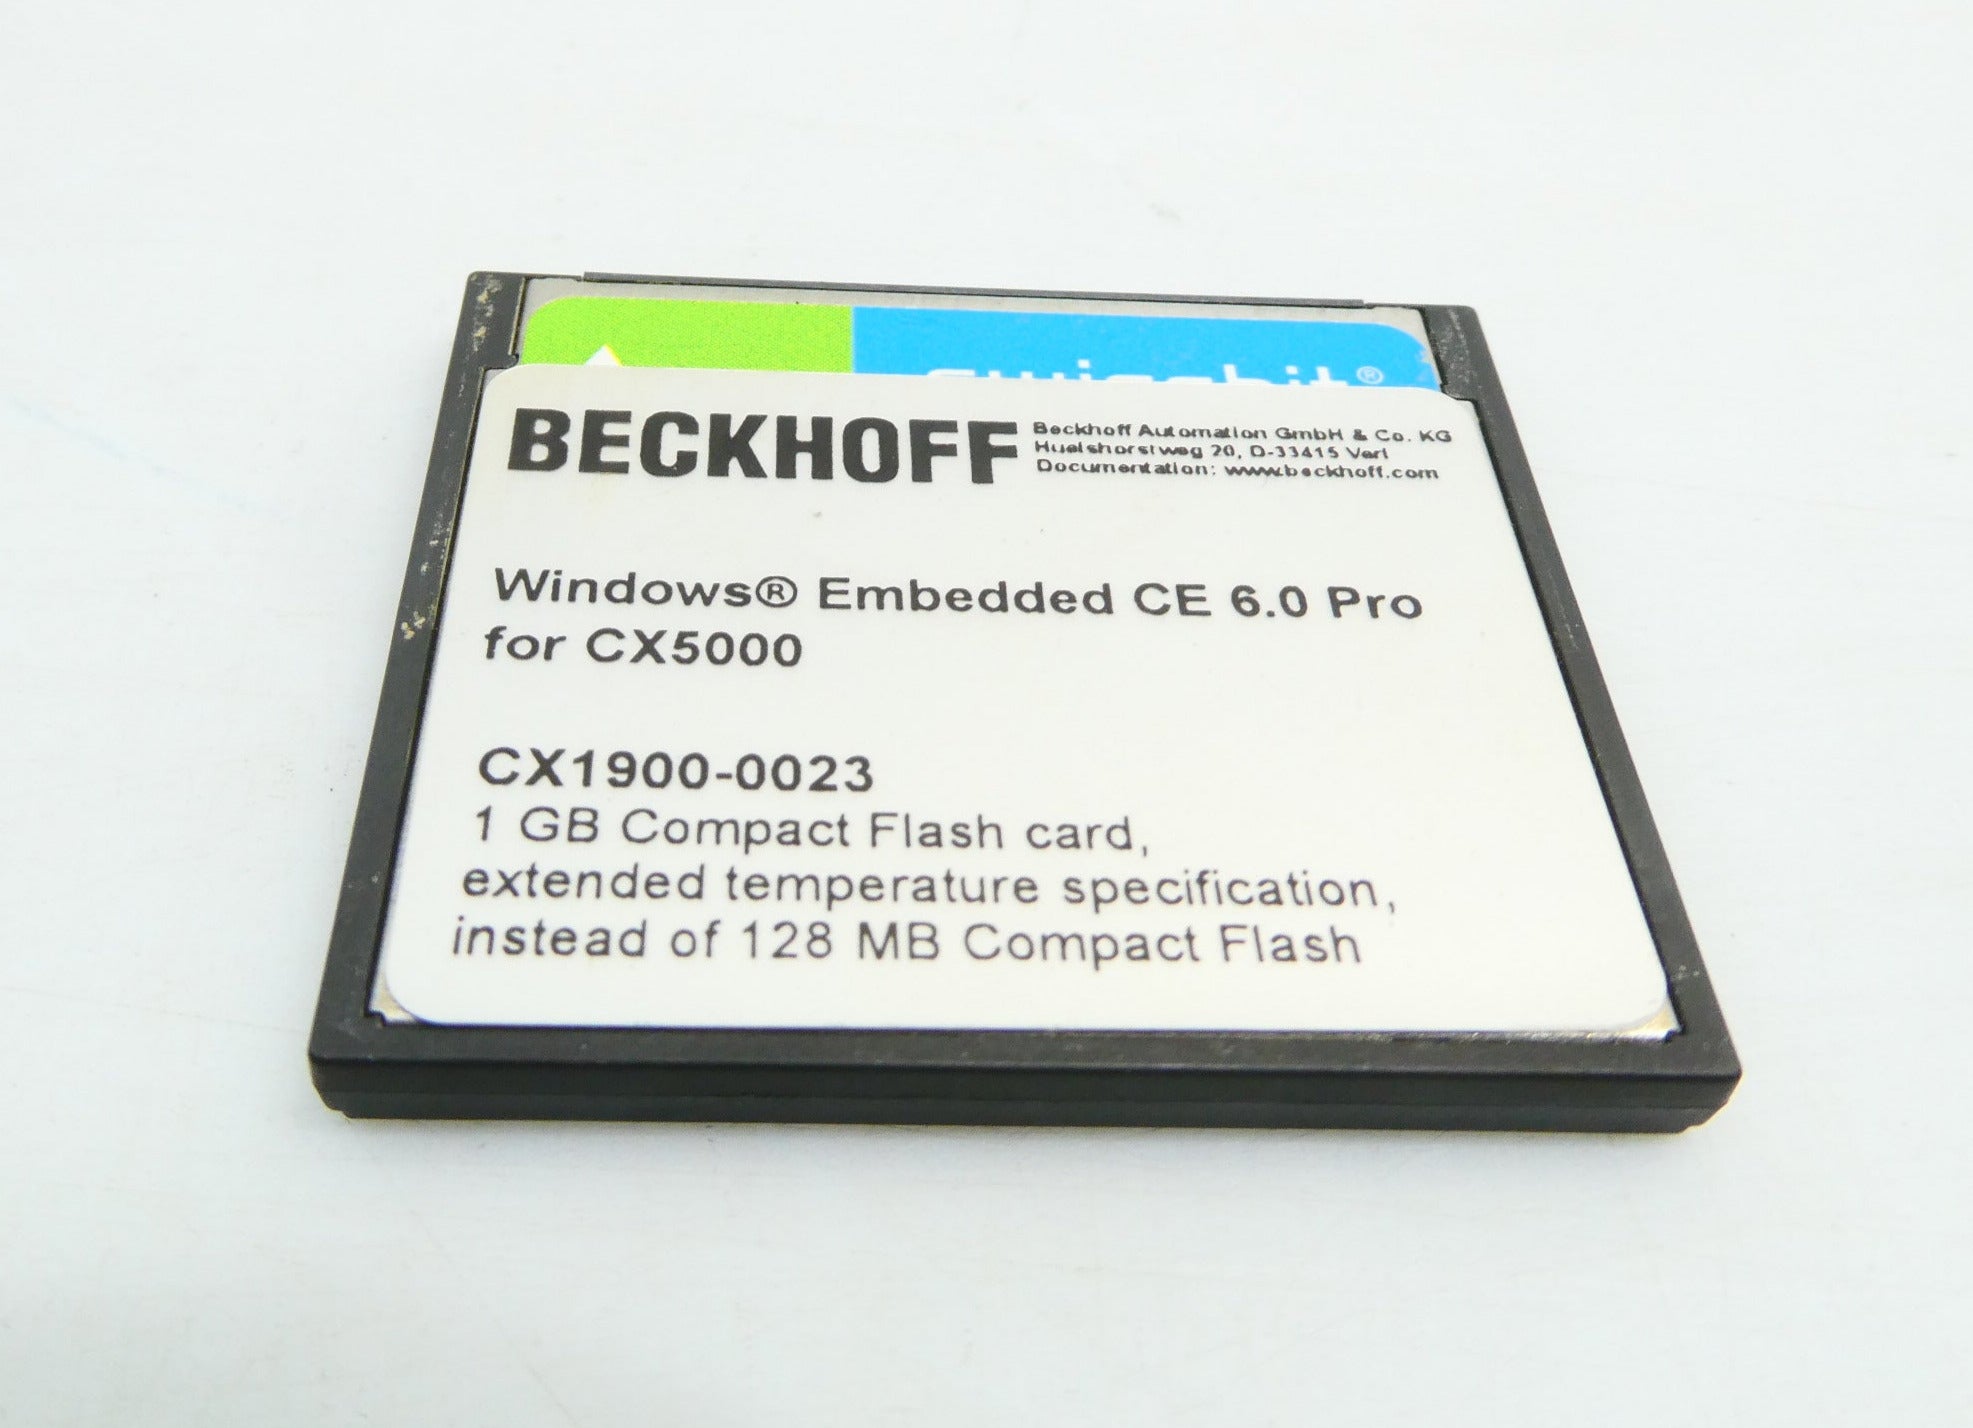 swissbit®
BECKHOFF
Beckhoff Automation GmbH & Co. KG
Huelshorstweg 20, D-33415 Verl
Documentation: www.beckhoff.com
Windows® Embedded CE 6.0 Pro
for CX5000
CX1900-0023
1 GB Compact Flash card,
extended temperature specification,
instead of 128 MB Compact Flash